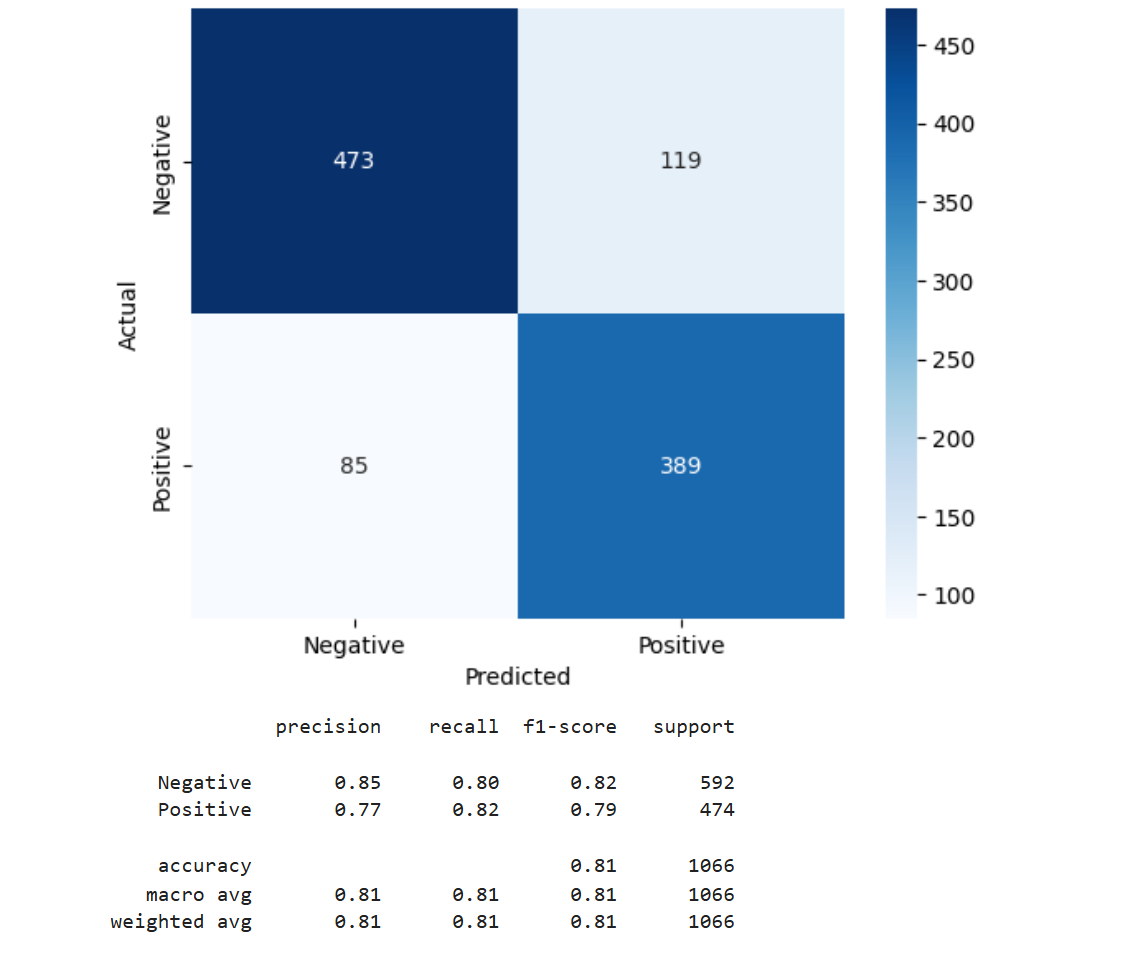 Negative
473
119
Actual
Positive
85
389
450
400
350
300
250
200
150
100
Negative Positive
Predicted
precision recall f1-score support
Negative 0.85 0.80 0.82 592
Positive 0.77 0.82 0.79 474
accuracy 0.81 1066
macro avg 0.81 0.81 0.81 1066
weighted avg 0.81 0.81 0.81 1066